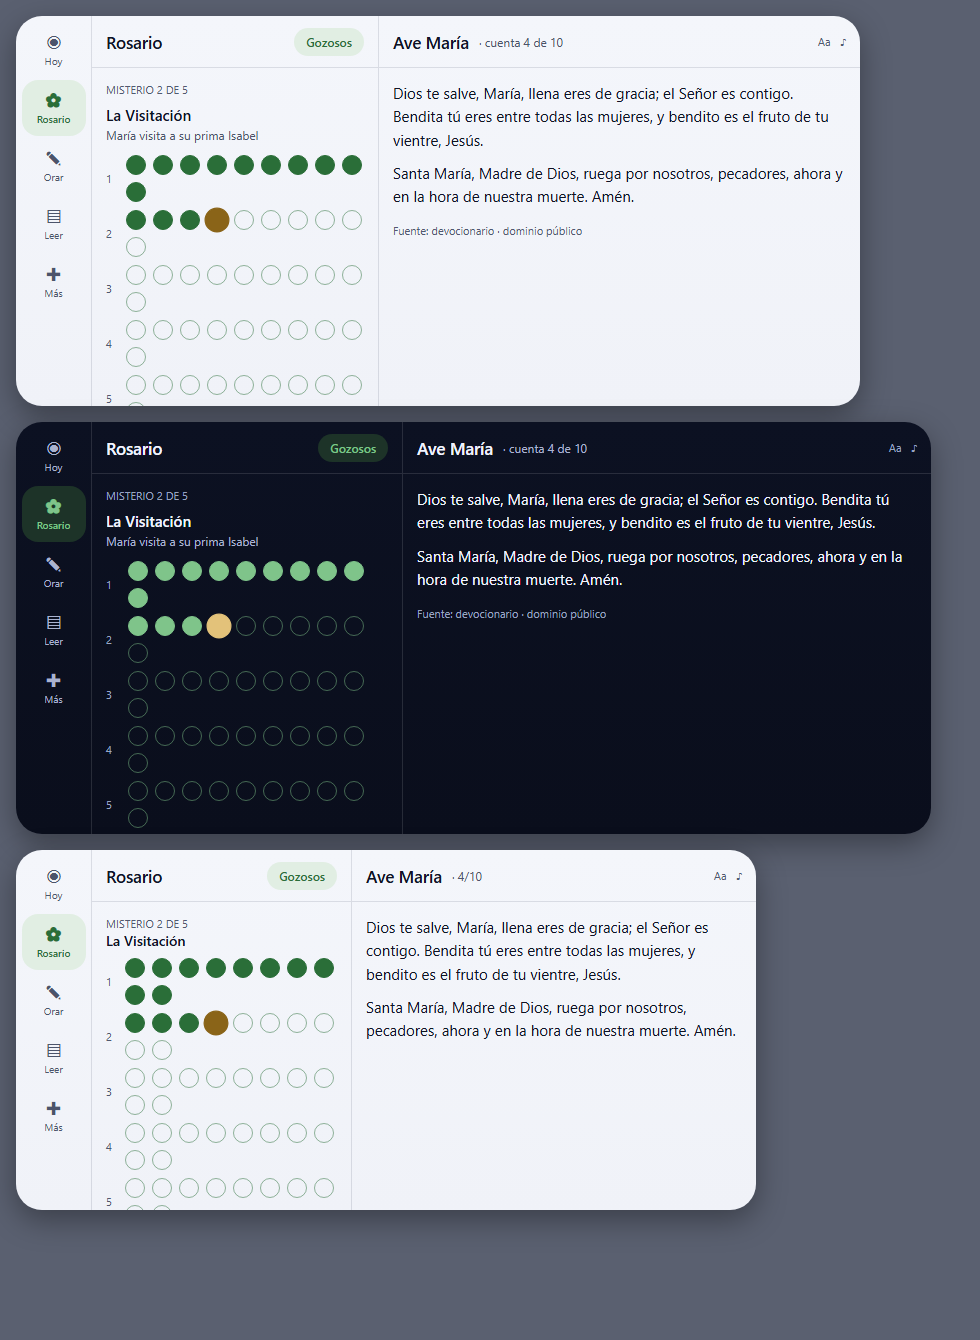 Hoy
Rosario
Orar
Leer
Más
Rosario
Gozosos
MISTERIO 2 DE 5
La Visitación
María visita a su prima Isabel
1
2
3
4
5
Ave María · cuenta 4 de 10
Aa ♪
Dios te salve, María, llena eres de gracia; el Señor es contigo.
Bendita tú eres entre todas las mujeres, y bendito es el fruto de tu
vientre, Jesús.
Santa María, Madre de Dios, ruega por nosotros, pecadores, ahora y
en la hora de nuestra muerte. Amén.
Fuente: devocionario · dominio público
Hoy
Rosario
Orar
Leer
Más
Rosario
Gozosos
MISTERIO 2 DE 5
La Visitación
María visita a su prima Isabel
1
2
3
4
5
Ave María · cuenta 4 de 10
Aa ♪
Dios te salve, María, llena eres de gracia; el Señor es contigo. Bendita tú
eres entre todas las mujeres, y bendito es el fruto de tu vientre, Jesús.
Santa María, Madre de Dios, ruega por nosotros, pecadores, ahora y en la
hora de nuestra muerte. Amén.
Fuente: devocionario · dominio público
Hoy
Rosario
Orar
Leer
Más
Rosario
Gozosos
MISTERIO 2 DE 5
La Visitación
1
2
3
4
5
Ave María · 4/10
Aa ♪
Dios te salve, María, llena eres de gracia; el Señor es
contigo. Bendita tú eres entre todas las mujeres, y
bendito es el fruto de tu vientre, Jesús.
Santa María, Madre de Dios, ruega por nosotros,
pecadores, ahora y en la hora de nuestra muerte. Amén.